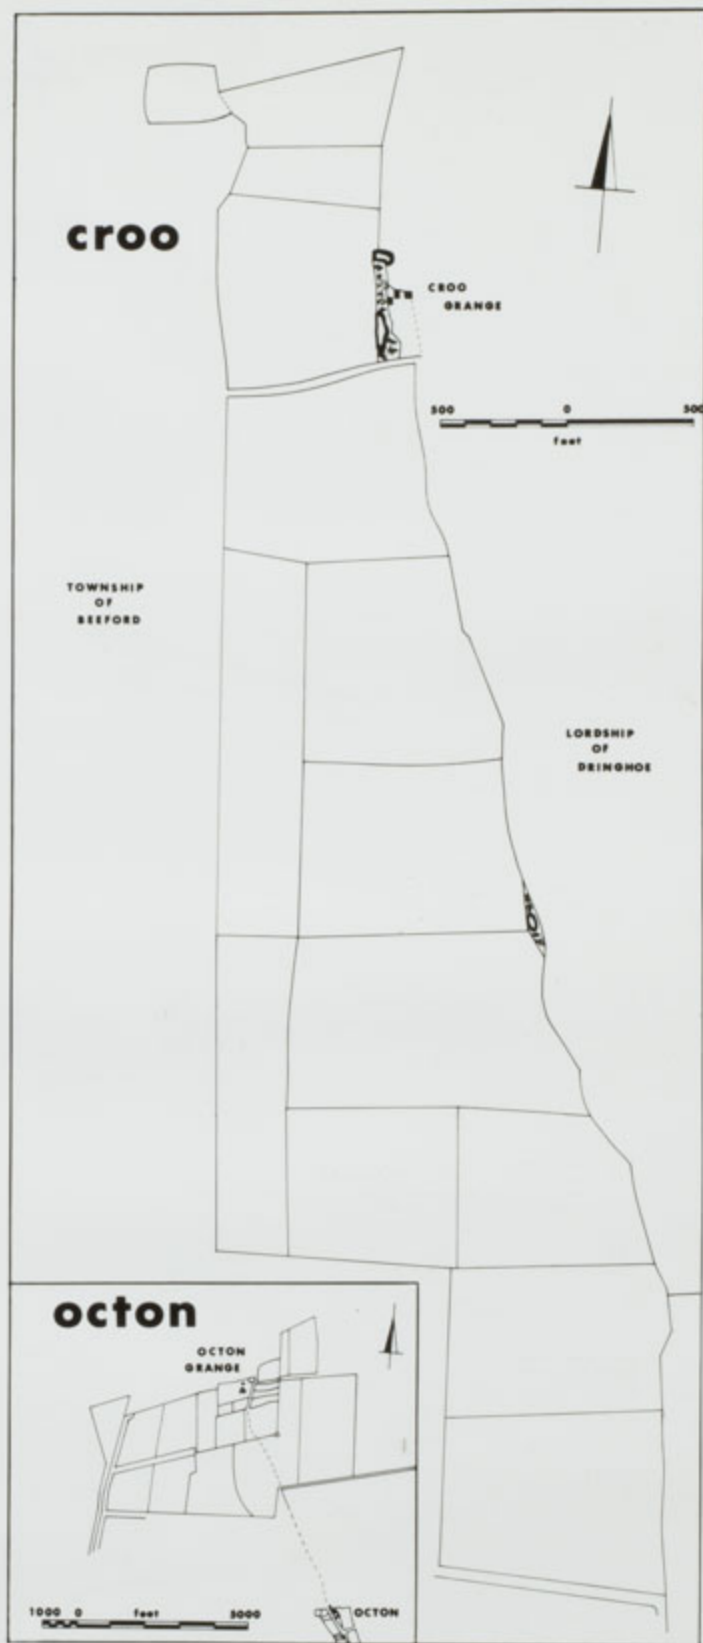 croo
CROO
GRANGE
500 0 500
feet
TOWNSHIP
OF
BEEFORD
LORDSHIP
OF
DRINGHOE
octon
OCTON
GRANGE
1000 0 feet 5000
OCTON